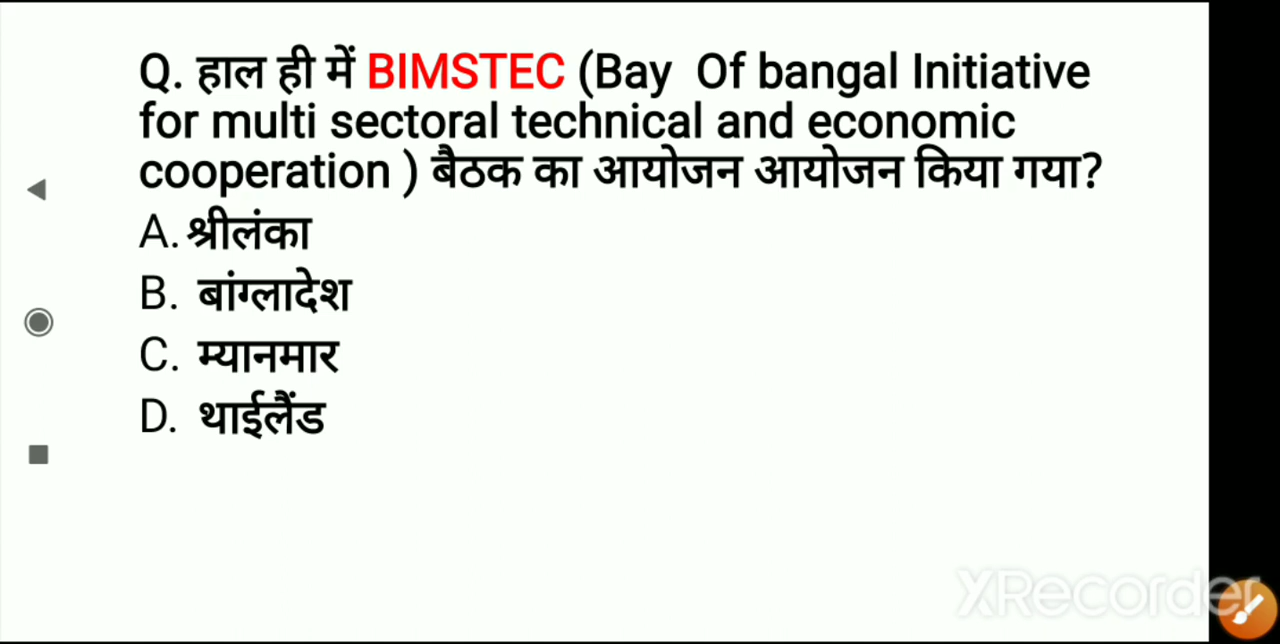 Q. हाल ही में BIMSTEC (Bay Of bangal Initiative
for multi sectoral technical and economic
cooperation ) बैठक का आयोजन आयोजन किया गया?
A. श्रीलंका
B. बांग्लादेश
C. म्यानमार
D. थाईलैंड
XRecorder